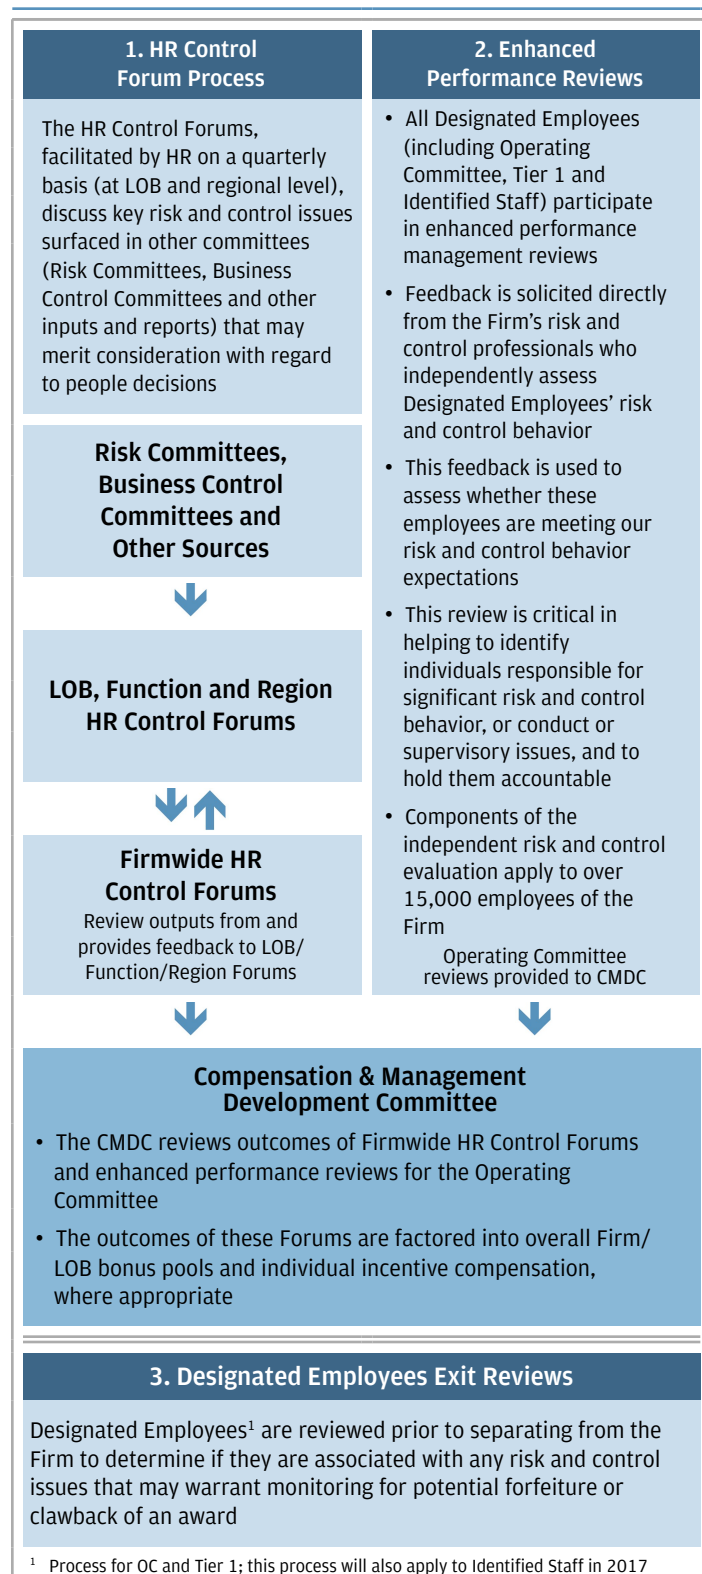 1. HR Control
Forum Process
The HR Control Forums,
facilitated by HR on a quarterly
basis (at LOB and regional level),
discuss key risk and control issues
surfaced in other committees
(Risk Committees, Business
Control Committees and other
inputs and reports) that may
merit consideration with regard
to people decisions
Risk Committees,
Business Control
Committees and
Other Sources
LOB, Function and Region
HR Control Forums
Firmwide HR
Control Forums
Review outputs from and
provides feedback to LOB/
Function/Region Forums
2. Enhanced
Performance Reviews
• All Designated Employees
(including Operating
Committee, Tier 1 and
Identified Staff) participate
in enhanced performance
management reviews
• Feedback is solicited directly
from the Firm’s risk and
control professionals who
independently assess
Designated Employees’ risk
and control behavior
• This feedback is used to
assess whether these
employees are meeting our
risk and control behavior
expectations
• This review is critical in
helping to identify
individuals responsible for
significant risk and control
behavior, or conduct or
supervisory issues, and to
hold them accountable
• Components of the
independent risk and control
evaluation apply to over
15,000 employees of the
Firm
Operating Committee
reviews provided to CMDC
Compensation & Management
Development Committee
• The CMDC reviews outcomes of Firmwide HR Control Forums
and enhanced performance reviews for the Operating
Committee
• The outcomes of these Forums are factored into overall Firm/
LOB bonus pools and individual incentive compensation,
where appropriate
3. Designated Employees Exit Reviews
Designated Employees¹ are reviewed prior to separating from the
Firm to determine if they are associated with any risk and control
issues that may warrant monitoring for potential forfeiture or
clawback of an award
¹ Process for OC and Tier 1; this process will also apply to Identified Staff in 2017